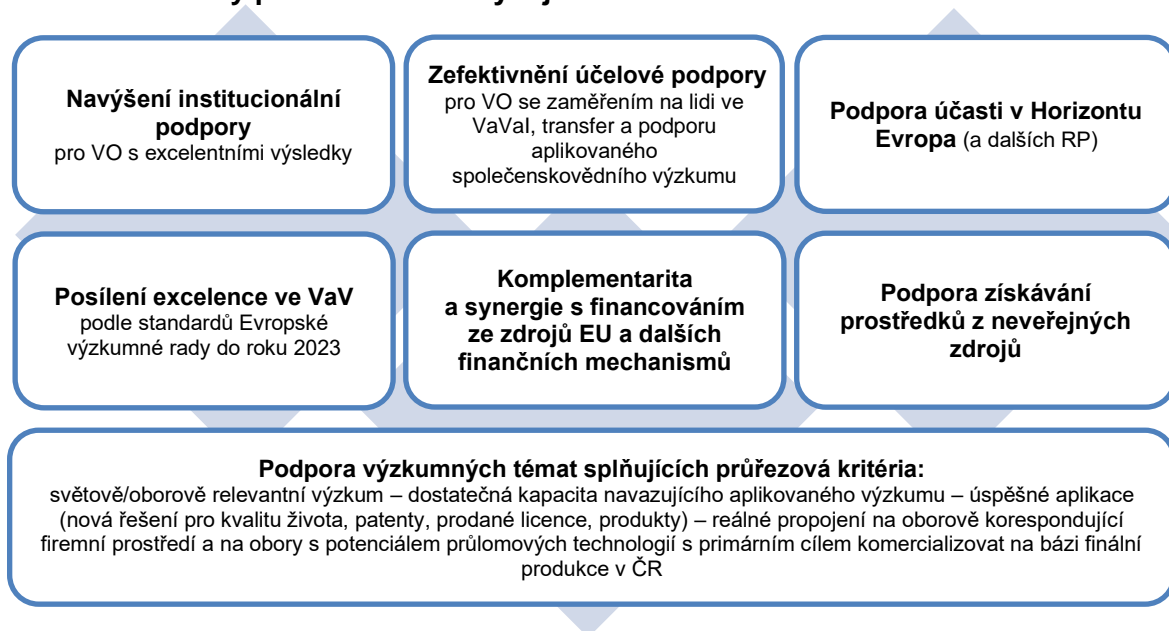 Navýšení institucionální
podpory
pro VO s excelentními výsledky
Zefektivnění účelové podpory
pro VO se zaměřením na lidi ve
VaVaI, transfer a podporu
aplikovaného
společenskovědního výzkumu
Podpora účasti v Horizontu
Evropa (a dalších RP)
Posílení excelence ve VaV
podle standardů Evropské
výzkumné rady do roku 2023
Komplementarita
a synergie s financováním
ze zdrojů EU a dalších
finančních mechanismů
Podpora získávání
prostředků z neveřejných
zdrojů
Podpora výzkumných témat splňujících průřezová kritéria:
světově/oborově relevantní výzkum – dostatečná kapacita navazujícího aplikovaného výzkumu – úspěšné aplikace
(nová řešení pro kvalitu života, patenty, prodané licence, produkty) – reálné propojení na oborově korespondující
firemní prostředí a na obory s potenciálem průlomových technologií s primárním cílem komercializovat na bázi finální
produkce v ČR